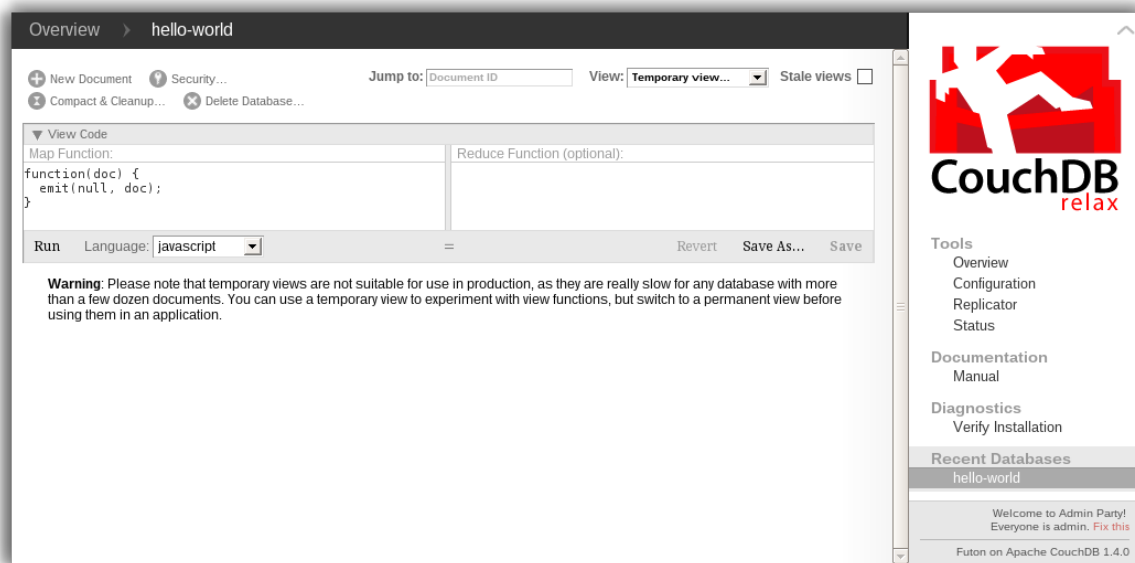 Overview hello-world
New Document Security… Jump to: Document ID View: Temporary view… Stale views
Compact & Cleanup… Delete Database…
View Code
Map Function: Reduce Function (optional):
function(doc) {
  emit(null, doc);
}
Run Language: javascript = Revert Save As… Save
Warning: Please note that temporary views are not suitable for use in production, as they are really slow for any database with more
than a few dozen documents. You can use a temporary view to experiment with view functions, but switch to a permanent view before
using them in an application.
CouchDB
relax
Tools
Overview
Configuration
Replicator
Status
Documentation
Manual
Diagnostics
Verify Installation
Recent Databases
hello-world
Welcome to Admin Party!
Everyone is admin. Fix this
Futon on Apache CouchDB 1.4.0